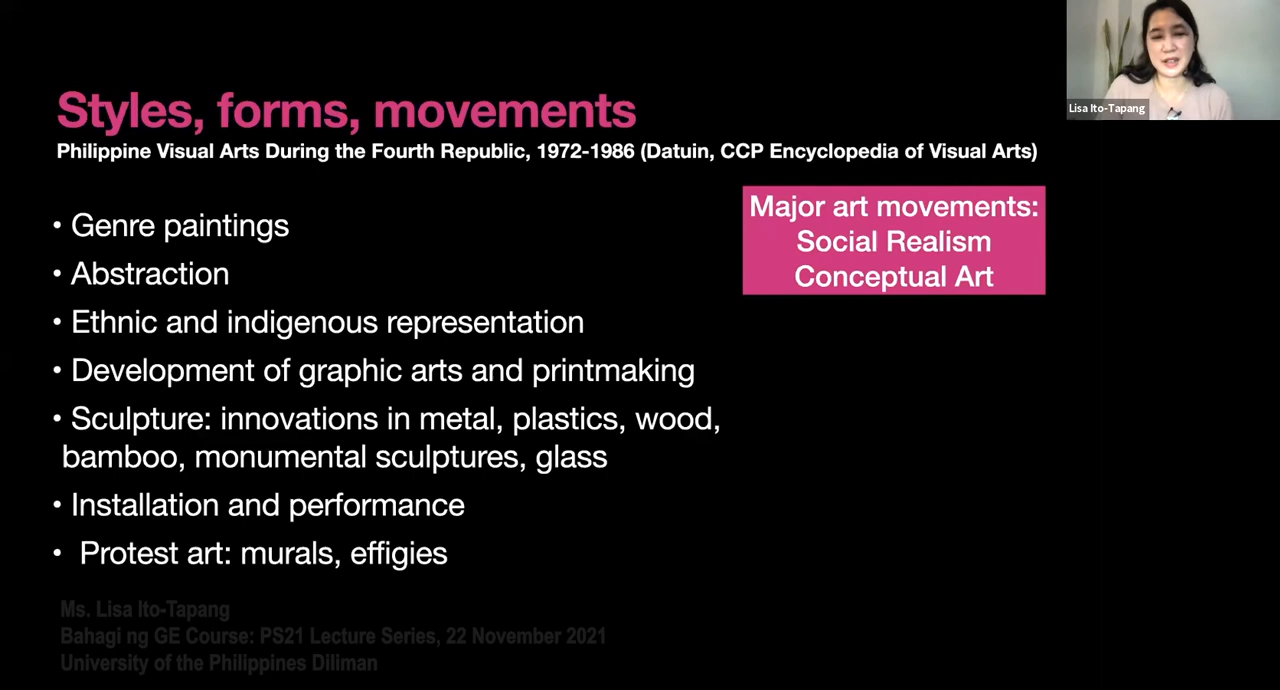 Styles, forms, movements
Philippine Visual Arts During the Fourth Republic, 1972-1986 (Datuin, CCP Encyclopedia of Visual Arts)
• Genre paintings
• Abstraction
• Ethnic and indigenous representation
• Development of graphic arts and printmaking
• Sculpture: innovations in metal, plastics, wood,
bamboo, monumental sculptures, glass
• Installation and performance
• Protest art: murals, effigies
Major art movements:
Social Realism
Conceptual Art
Lisa Ito-Tapang
Ms. Lisa Ito-Tapang
Bahagi ng GE Course: PS21 Lecture Series, 22 November 2021
University of the Philippines Diliman